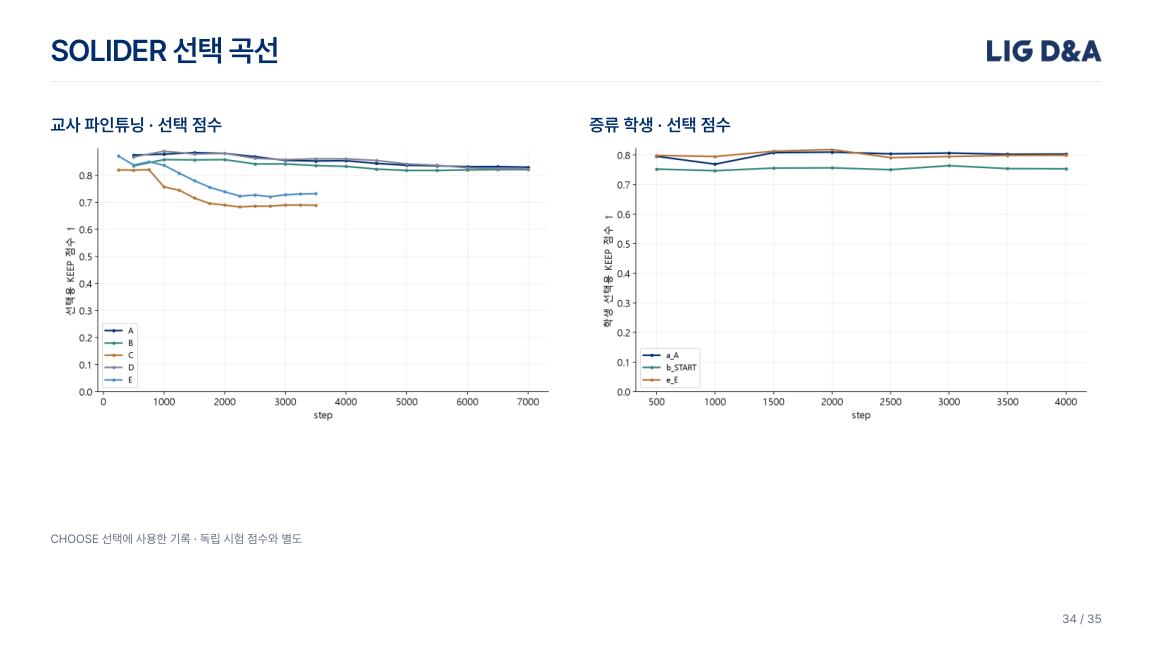 SOLIDER 선택 곡선
LIG D&A
교사 파인튜닝 · 선택 점수
선택용 KEEP 점수 ↑
0.8
0.7
0.6
0.5
0.4
0.3
0.2
0.1
0.0
A
B
C
D
E
0 1000 2000 3000 4000 5000 6000 7000
step
증류 학생 · 선택 점수
학생 선택용 KEEP 점수 ↑
0.8
0.7
0.6
0.5
0.4
0.3
0.2
0.1
0.0
a_A
b_START
e_E
500 1000 1500 2000 2500 3000 3500 4000
step
CHOOSE 선택에 사용한 기록 · 독립 시험 점수와 별도
34 / 35